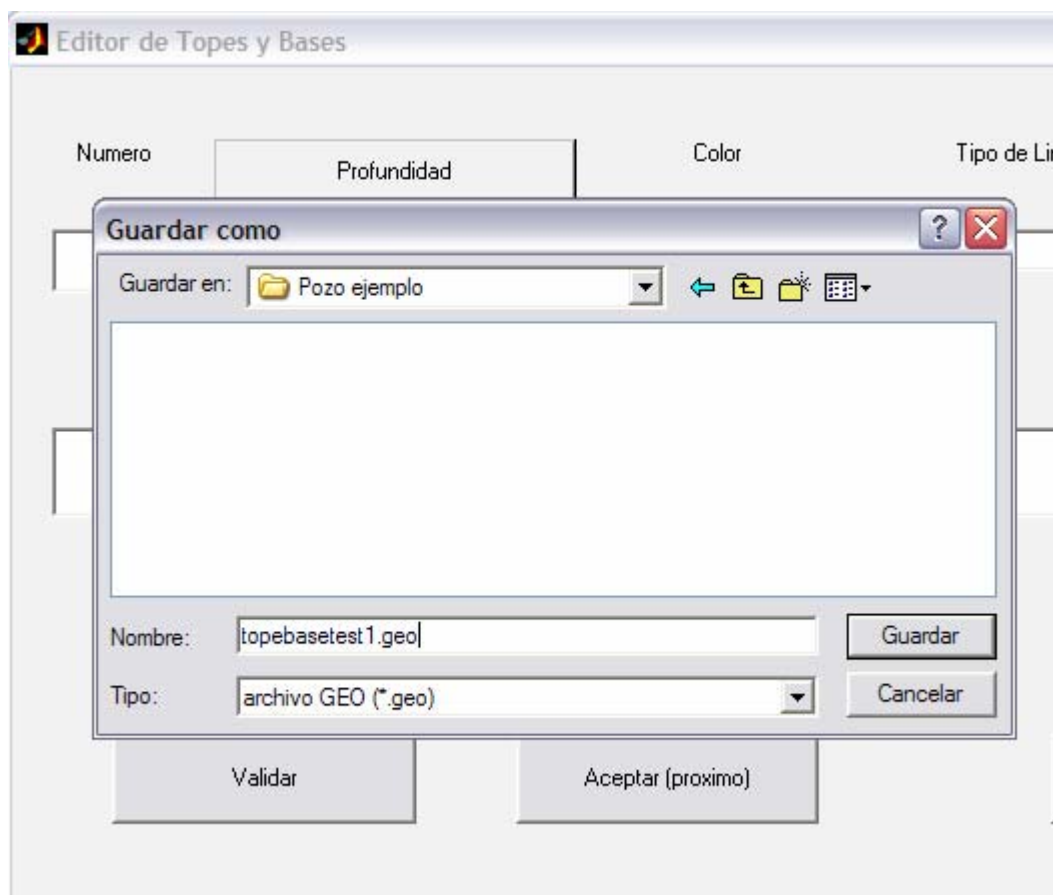 Editor de Topes y Bases
Numero
Profundidad
Color
Tipo de
Guardar como
Guardar en:
Pozo ejemplo
Nombre:
topebasetest1.geo
Guardar
Tipo:
archivo GEO (*.geo)
Cancelar
Validar
Aceptar (proximo)